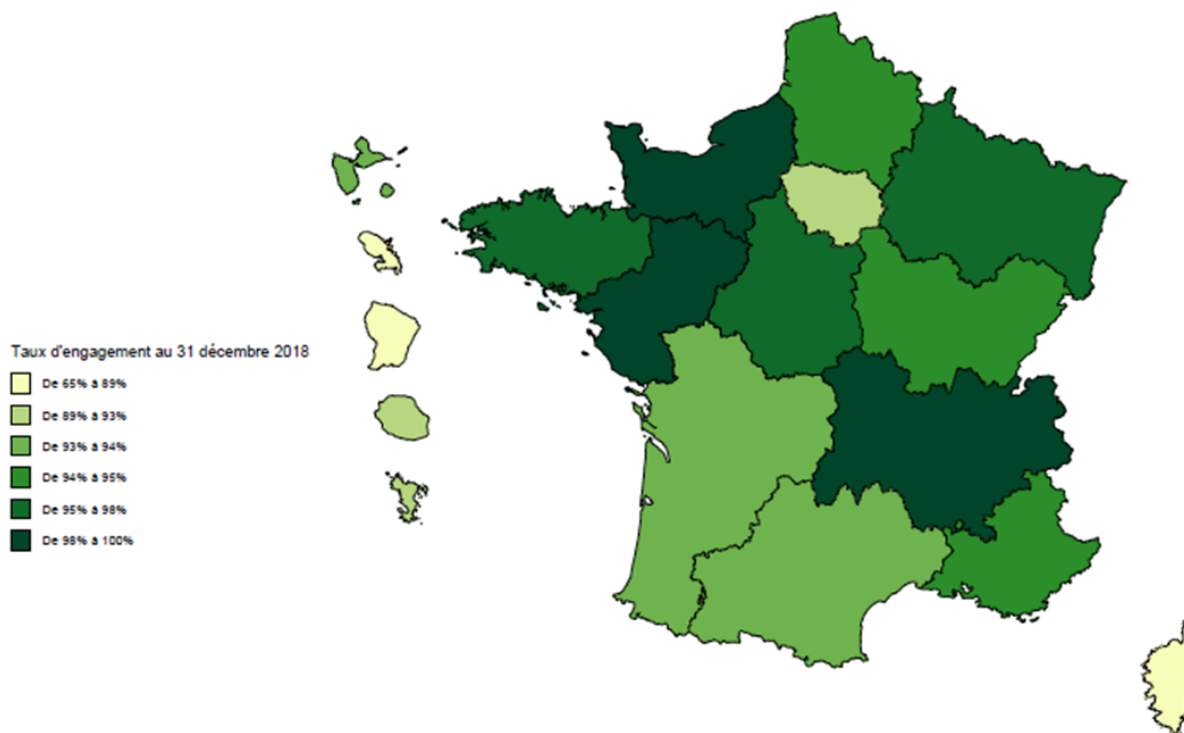 Taux d'engagement au 31 décembre 2018
De 65% à 89%
De 89% à 93%
De 93% à 94%
De 94% à 95%
De 95% à 98%
De 98% à 100%